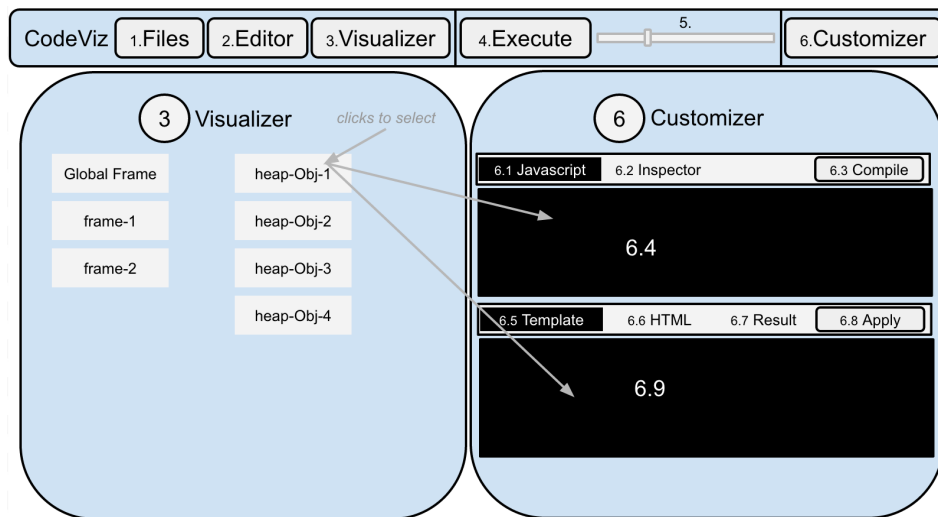 CodeViz 1.Files 2.Editor 3.Visualizer 4.Execute 5. 6.Customizer
3 Visualizer
clicks to select
Global Frame
frame-1
frame-2
heap-Obj-1
heap-Obj-2
heap-Obj-3
heap-Obj-4
6 Customizer
6.1 Javascript 6.2 Inspector 6.3 Compile
6.4
6.5 Template 6.6 HTML 6.7 Result 6.8 Apply
6.9